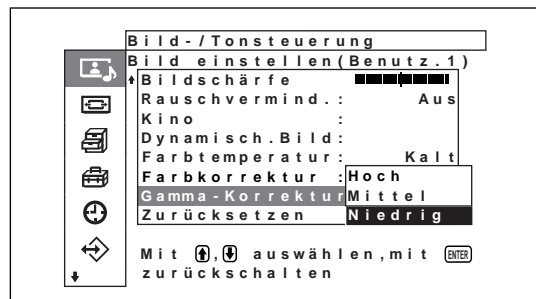 Bild-/Tonsteuerung
Bild einstellen(Benutz.1)
Bildschärfe
Rauschvermind.: Aus
Kino :
Dynamisch.Bild:
Farbtemperatur: Kalt
Farbkorrektur : Hoch
Gamma-Korrektur Mittel
Zurücksetzen Niedrig
Mit , auswählen,mit ENTER
zurückschalten